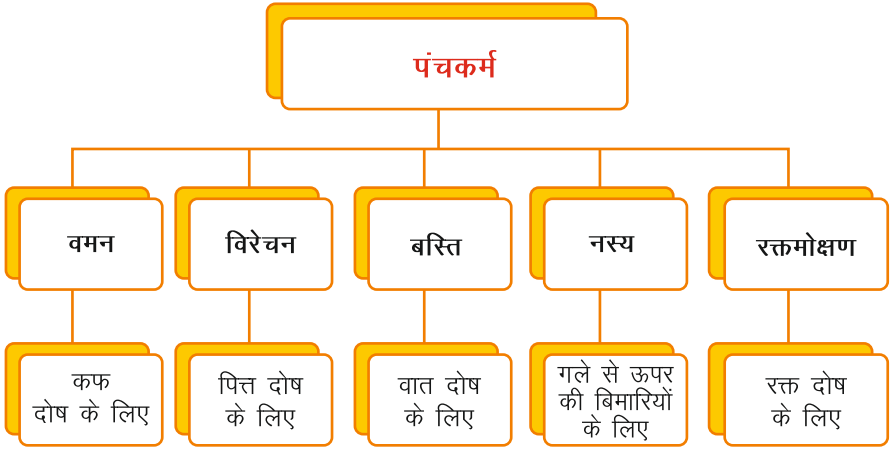 पंचकर्म
वमन
विरेचन
बस्ति
नस्य
रक्तमोक्षण
कफ
दोष के लिए
पित्त दोष
के लिए
वात दोष
के लिए
गले से ऊपर
की बिमारियों
के लिए
रक्त दोष
के लिए